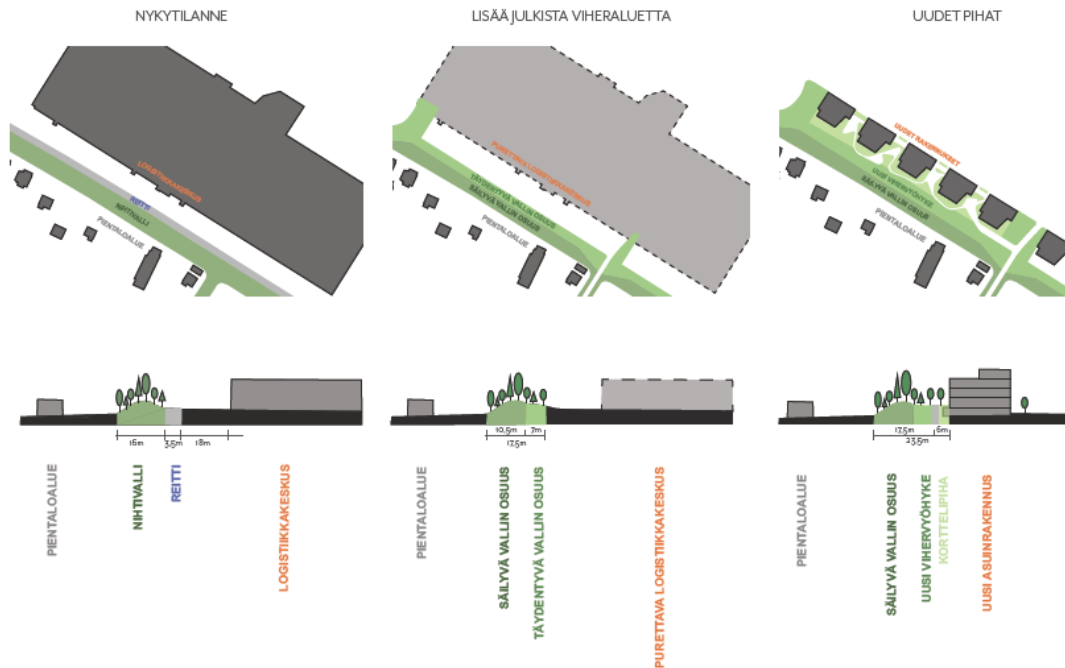 NYKYTILANNE
LISÄÄ JULKISTA VIHERALUETTA
UUDET PIHAT
LOGISTIIKKAKESKUS
REITTI
NIHTIVALLI
PIENTALOALUE
PURETTAVA LOGISTIIKKAKESKUS
TÄYDENTYVÄ VALLIN OSUUS
SÄILYVÄ VALLIN OSUUS
PIENTALOALUE
UUDET RAKENNUKSET
UUSI VIHERVYÖHYKE
SÄILYVÄ VALLIN OSUUS
PIENTALOALUE
16m
3,5m
18m
10,5m
7m
17,5m
17,5m
6m
23,5m
PIENTALOALUE
NIHTIVALLI
REITTI
LOGISTIIKKAKESKUS
PIENTALOALUE
SÄILYVÄ VALLIN OSUUS
TÄYDENTYVÄ VALLIN OSUUS
PURETTAVA LOGISTIIKKAKESKUS
PIENTALOALUE
SÄILYVÄ VALLIN OSUUS
UUSI VIHERVYÖHYKE
KORTTELIPIHA
UUSI ASUINRAKENNUS